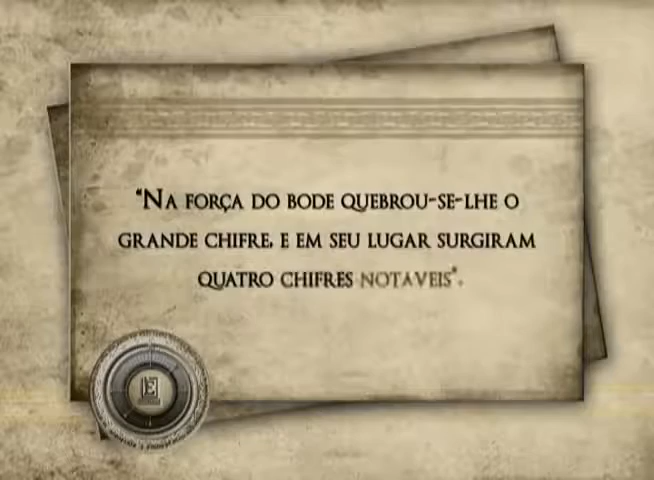 "NA FORÇA DO BODE QUEBROU-SE-LHE O
GRANDE CHIFRE, E EM SEU LUGAR SURGIRAM
QUATRO CHIFRES NOTAVEIS".
E